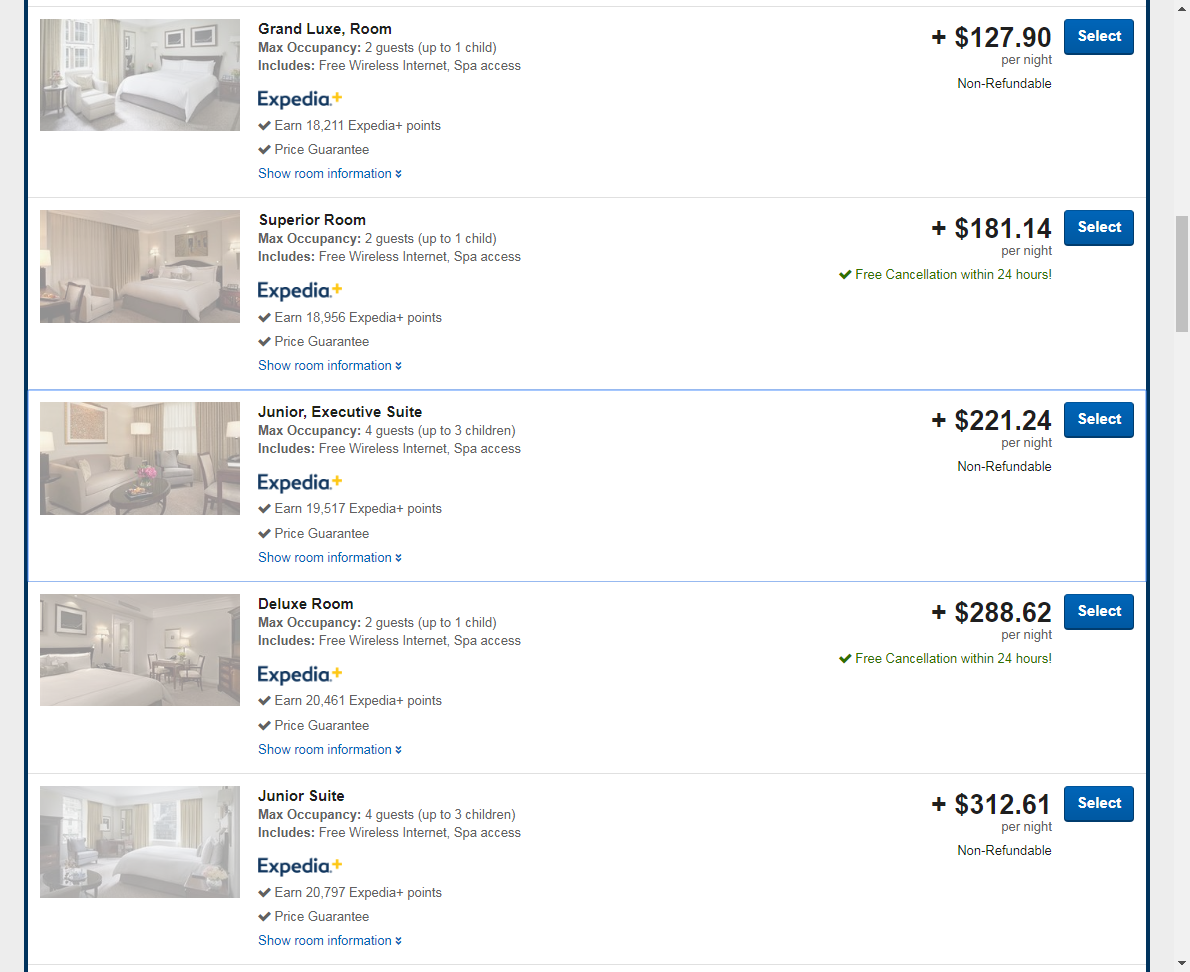 Grand Luxe, Room
Max Occupancy: 2 guests (up to 1 child)
Includes: Free Wireless Internet, Spa access
Expedia+
Earn 18,211 Expedia+ points
Price Guarantee
Show room information
+ $127.90
per night
Non-Refundable
Select
Superior Room
Max Occupancy: 2 guests (up to 1 child)
Includes: Free Wireless Internet, Spa access
Expedia+
Earn 18,956 Expedia+ points
Price Guarantee
Show room information
+ $181.14
per night
Free Cancellation within 24 hours!
Select
Junior, Executive Suite
Max Occupancy: 4 guests (up to 3 children)
Includes: Free Wireless Internet, Spa access
Expedia+
Earn 19,517 Expedia+ points
Price Guarantee
Show room information
+ $221.24
per night
Non-Refundable
Select
Deluxe Room
Max Occupancy: 2 guests (up to 1 child)
Includes: Free Wireless Internet, Spa access
Expedia+
Earn 20,461 Expedia+ points
Price Guarantee
Show room information
+ $288.62
per night
Free Cancellation within 24 hours!
Select
Junior Suite
Max Occupancy: 4 guests (up to 3 children)
Includes: Free Wireless Internet, Spa access
Expedia+
Earn 20,797 Expedia+ points
Price Guarantee
Show room information
+ $312.61
per night
Non-Refundable
Select